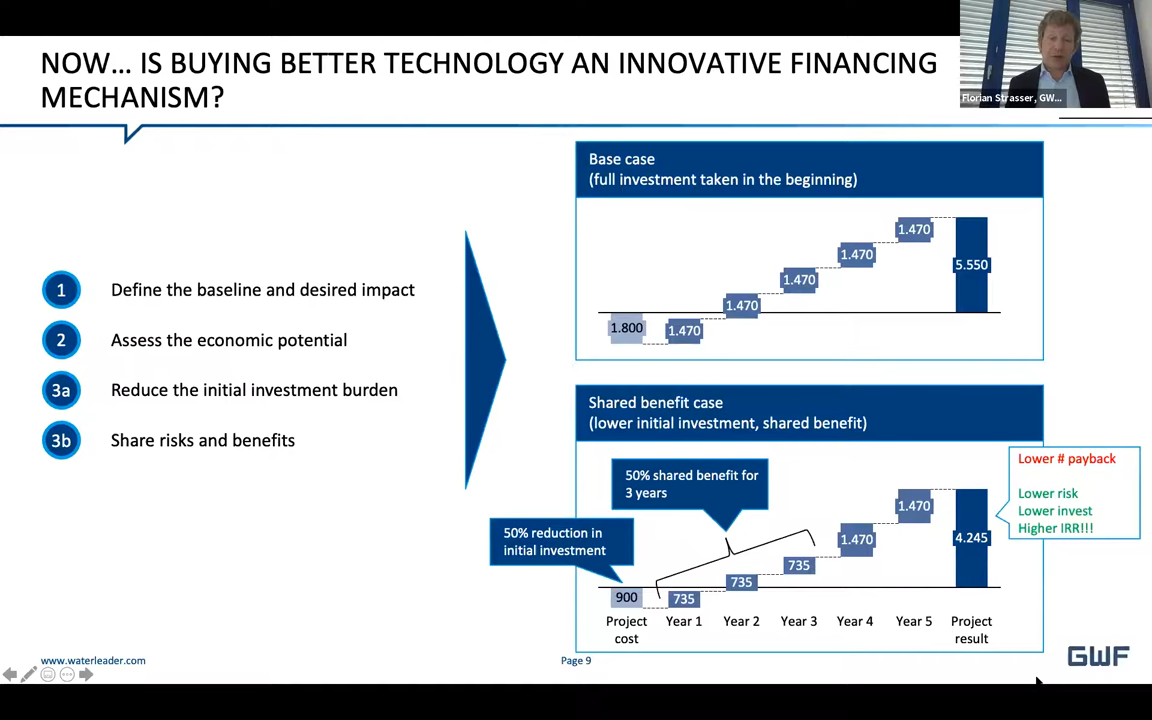 NOW... IS BUYING BETTER TECHNOLOGY AN INNOVATIVE FINANCING
MECHANISM?
Florian Strasser, GW...
1 Define the baseline and desired impact
2 Assess the economic potential
3a Reduce the initial investment burden
3b Share risks and benefits
Base case
(full investment taken in the beginning)
1.800
1.470
1.470
1.470
1.470
1.470
5.550
Shared benefit case
(lower initial investment, shared benefit)
50% shared benefit for
3 years
50% reduction in
initial investment
900
735
735
735
1.470
1.470
4.245
Lower # payback
Lower risk
Lower invest
Higher IRR!!!
Project
cost
Year 1
Year 2
Year 3
Year 4
Year 5
Project
result
www.waterleader.com
Page 9
GWF